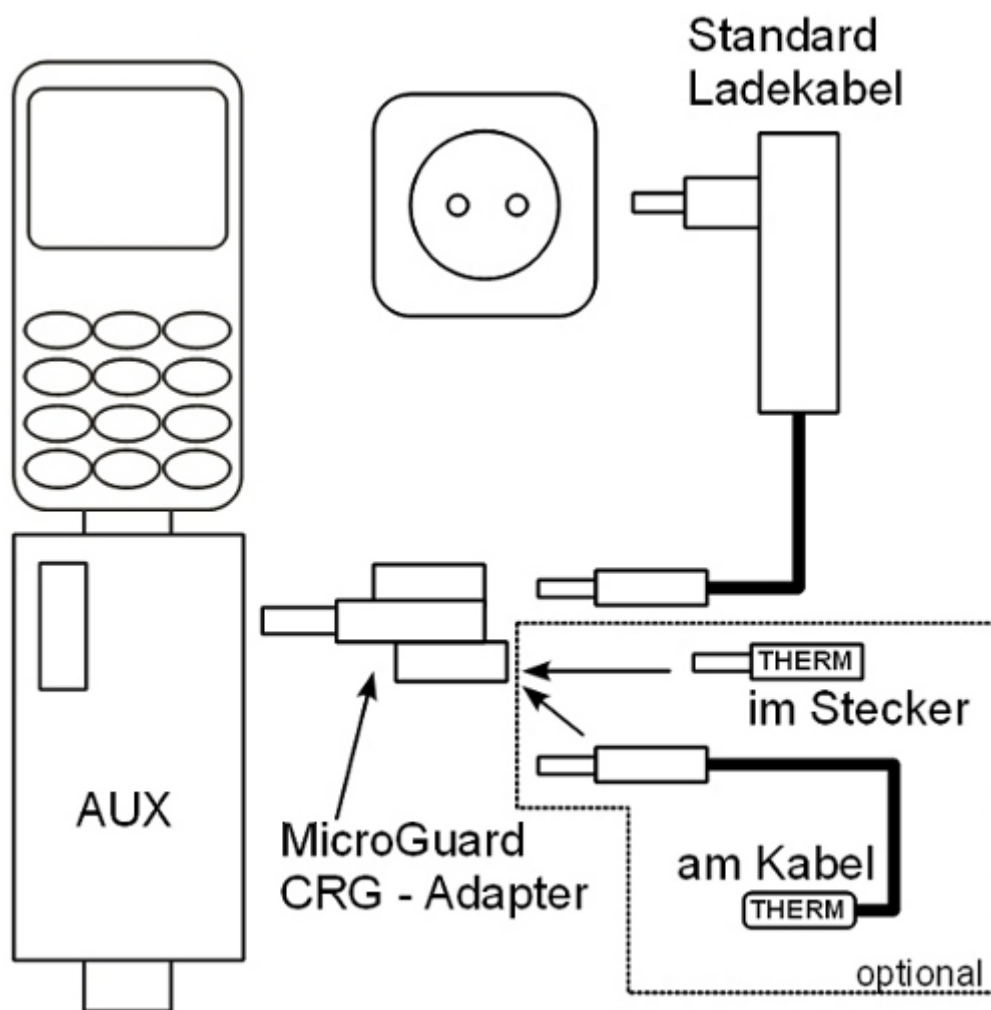 Standard
Ladekabel
THERM
im Stecker
AUX
MicroGuard
CRG - Adapter
am Kabel
THERM
optional